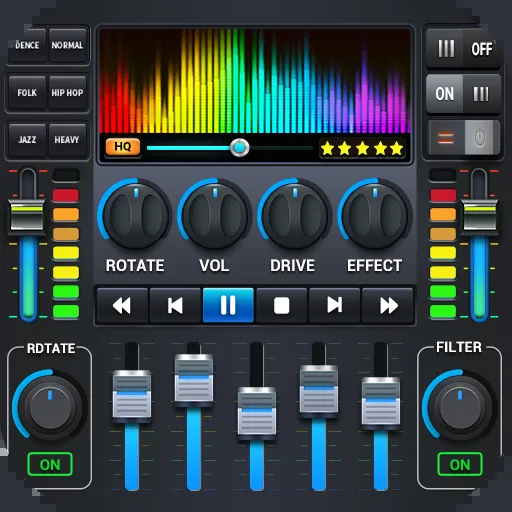 DENCE NORMAL
OFF
FOLK HIP HOP
ON
JAZZ HEAVY
HQ
ROTATE VOL DRIVE EFFECT
RDTATE
FILTER
ON
ON